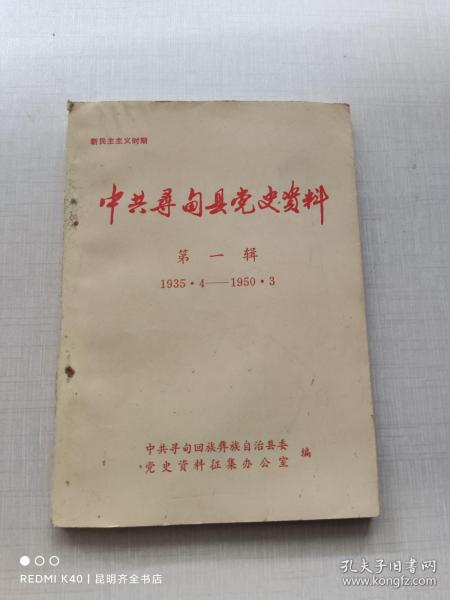 新民主主义时期
中共寻甸县党史资料
第一辑
1935·4——1950·3
中共寻甸回族彝族自治县委
党史资料征集办公室 编
REDMI K40 | 昆明齐全书店
孔夫子旧书网
www.kongfz.com